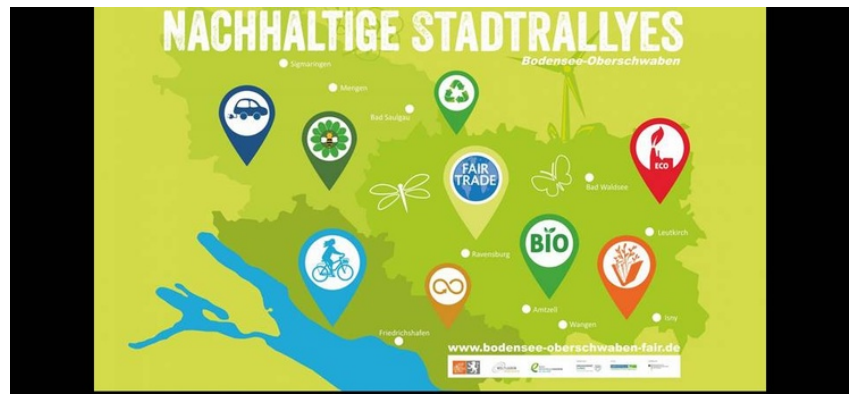 NACHHALTIGE STADTRALLYES
Bodensee-Oberschwaben
Sigmaringen
Mengen
Bad Saulgau
FAIR
TRADE
ECO
Bad Waldsee
Leutkirch
BIO
Ravensburg
Amtzell
Isny
Wangen
Friedrichshafen
www.bodensee-oberschwaben-fair.de